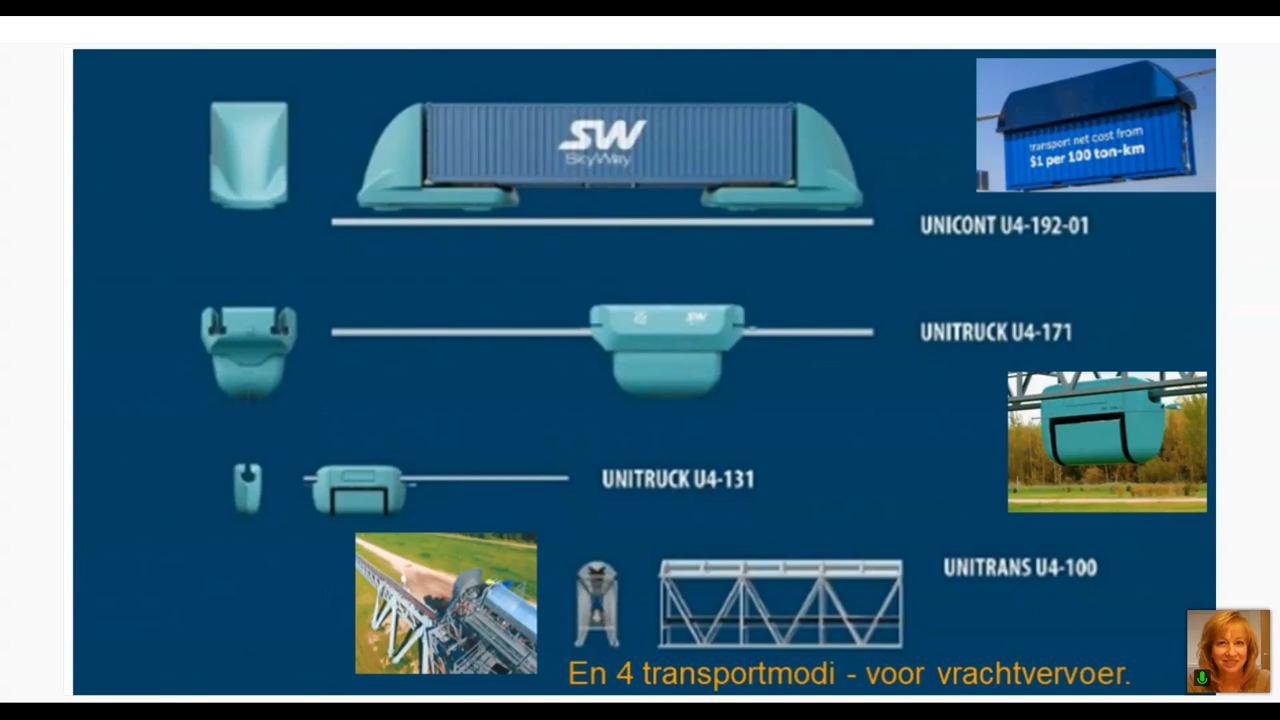 SW
SkyWay
transport net cost from
$1 per 100 ton-km
UNICONT U4-192-01
SW
UNITRUCK U4-171
UNITRUCK U4-131
UNITRANS U4-100
En 4 transportmodi - voor vrachtvervoer.